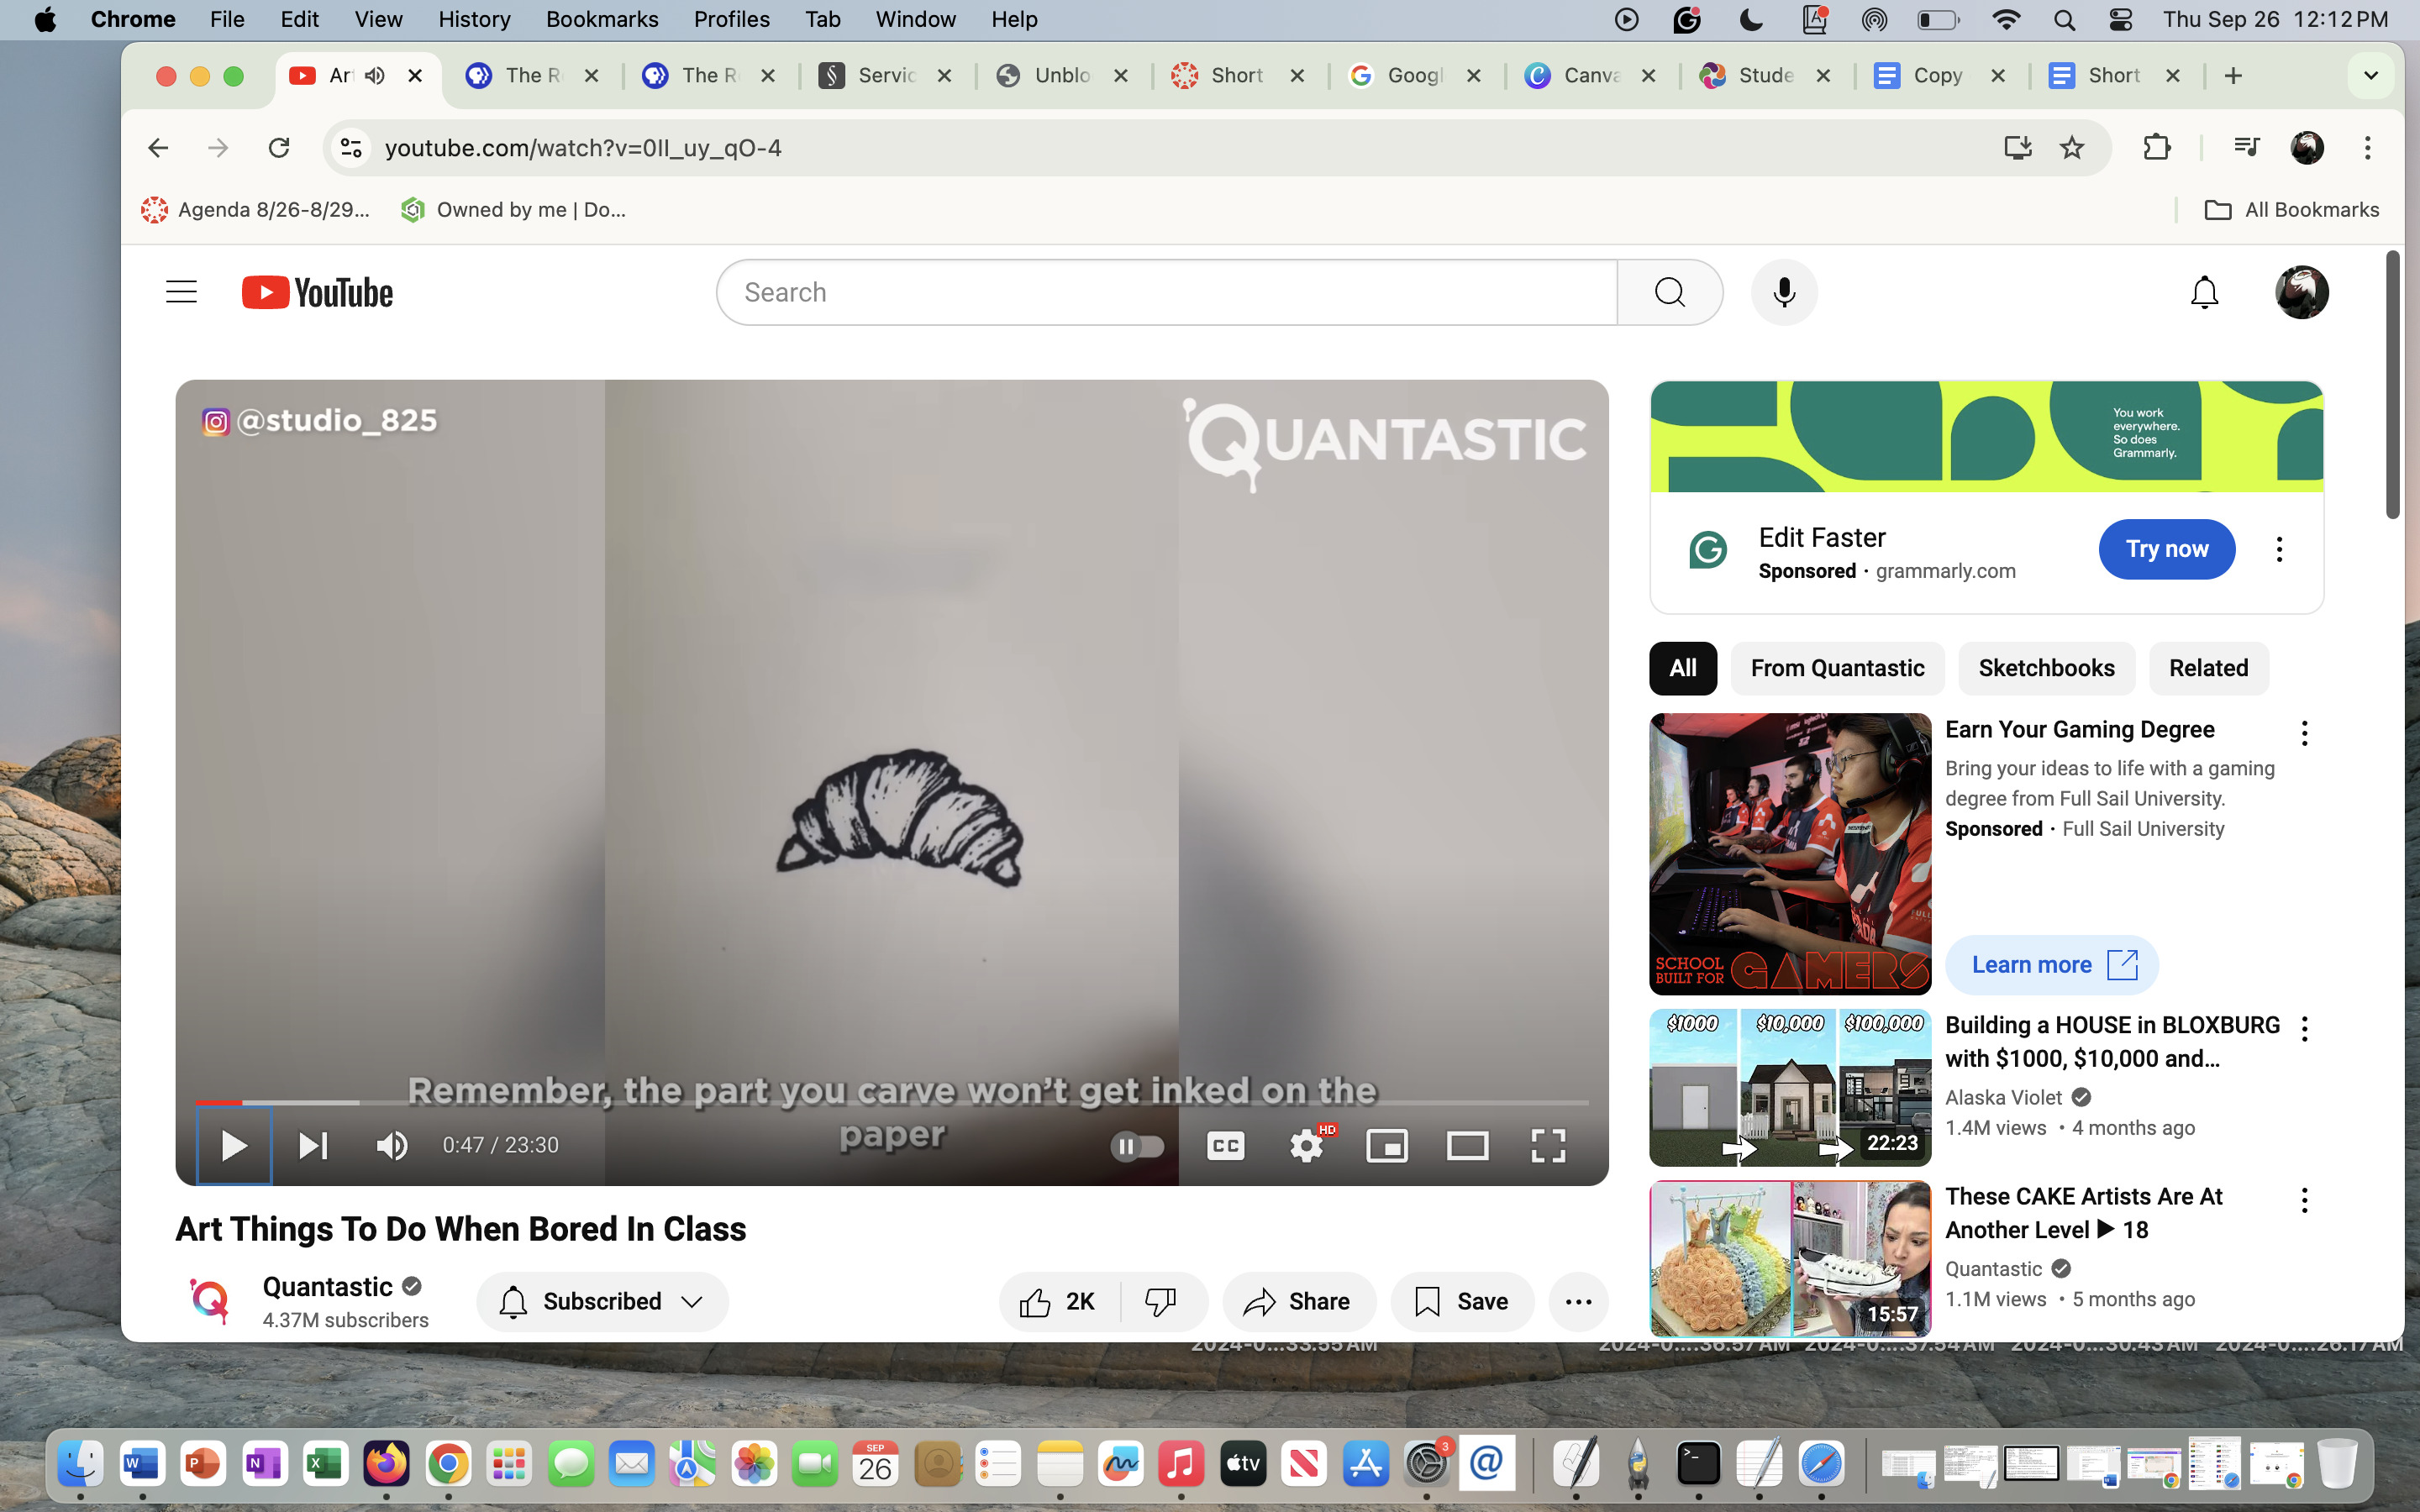 Chrome File Edit View History Bookmarks Profiles Tab Window Help
Thu Sep 26 12:12 PM
Ar The R The R Servic Unblo Short Googl Canva Stude Copy Short
youtube.com/watch?v=0II_uy_qO-4
Agenda 8/26-8/29... Owned by me | Do... All Bookmarks
YouTube
Search
@studio_825
QUANTASTIC
Remember, the part you carve won't get inked on the
paper
0:47 / 23:30
CC
HD
Art Things To Do When Bored In Class
Quantastic
4.37M subscribers
Subscribed
2K
Share
Save
You work
everywhere.
So does
Grammarly.
Edit Faster
Sponsored · grammarly.com
Try now
All From Quantastic Sketchbooks Related
SCHOOL
BUILT FOR GAMERS
Earn Your Gaming Degree
Bring your ideas to life with a gaming
degree from Full Sail University.
Sponsored · Full Sail University
Learn more
$1000 $10,000 $100,000
22:23
Building a HOUSE in BLOXBURG
with $1000, $10,000 and...
Alaska Violet
1.4M views • 4 months ago
15:57
These CAKE Artists Are At
Another Level ▶ 18
Quantastic
1.1M views • 5 months ago
2024-0...33.55 AM 2024-0....36.57 AM 2024-0....37.54 AM 2024-0...30.43 AM 2024-0....26.17 AM
SEP
26
tv
3